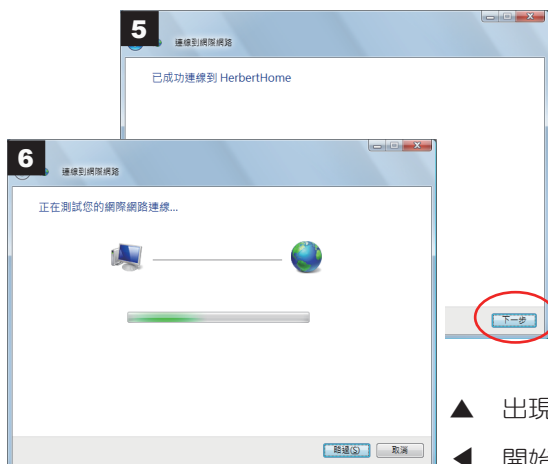 5
連線到網際網路
已成功連線到 HerbertHome
下一步
6
連線到網際網路
正在測試您的網際網路連線...
略過(S) 取消
▲ 出現
◀ 開始